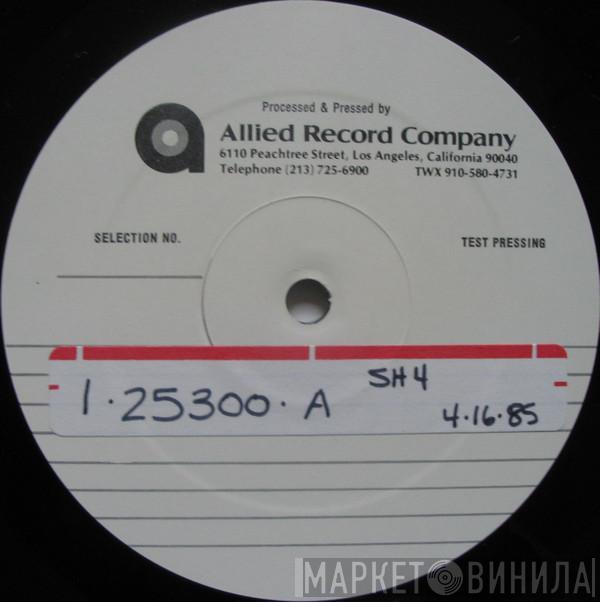 Processed & Pressed by
Allied Record Company
6110 Peachtree Street, Los Angeles, California 90040
Telephone (213) 725-6900 TWX 910-580-4731
SELECTION NO. TEST PRESSING
SH4
1·25300·A
4·16·85
МАРКЕТ ВИНИЛА